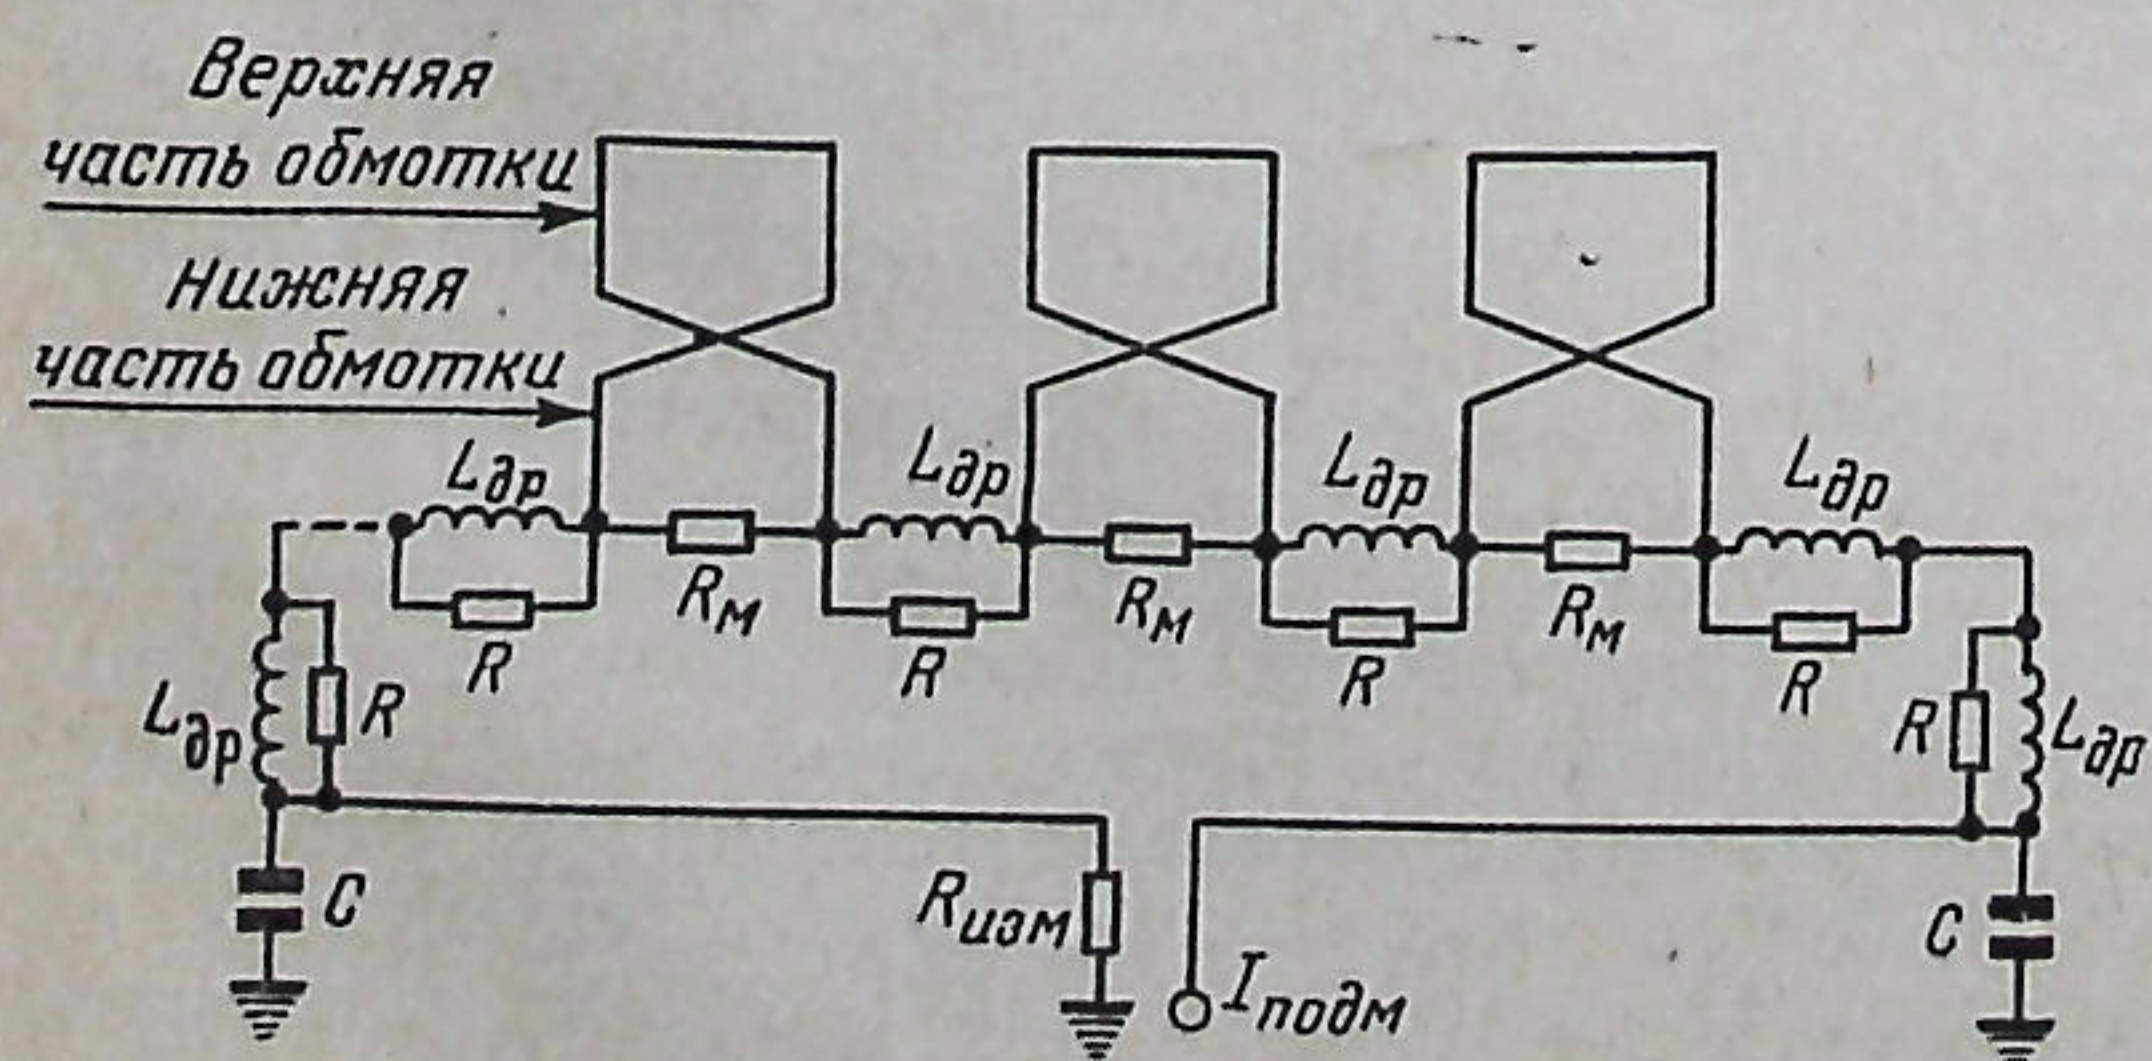 Верхняя
часть обмотки
Нижняя
часть обмотки
Lдр
Lдр
Lдр
Lдр
Rм
Rм
Rм
R
R
R
R
Lдр
R
R
Lдр
C
Rизм
Iподм
C